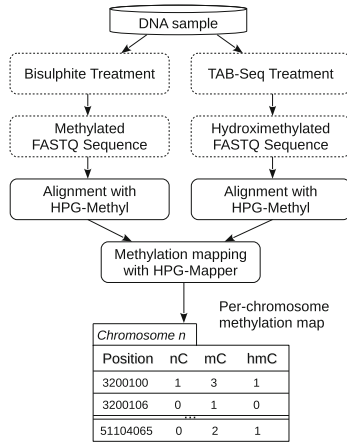 DNA sample
Bisulphite Treatment
TAB-Seq Treatment
Methylated
FASTQ Sequence
Hydroximethylated
FASTQ Sequence
Alignment with
HPG-Methyl
Alignment with
HPG-Methyl
Methylation mapping
with HPG-Mapper
Per-chromosome
methylation map
Chromosome n
Position nC mC hmC
3200100 1 3 1
3200106 0 1 0
...
51104065 0 2 1